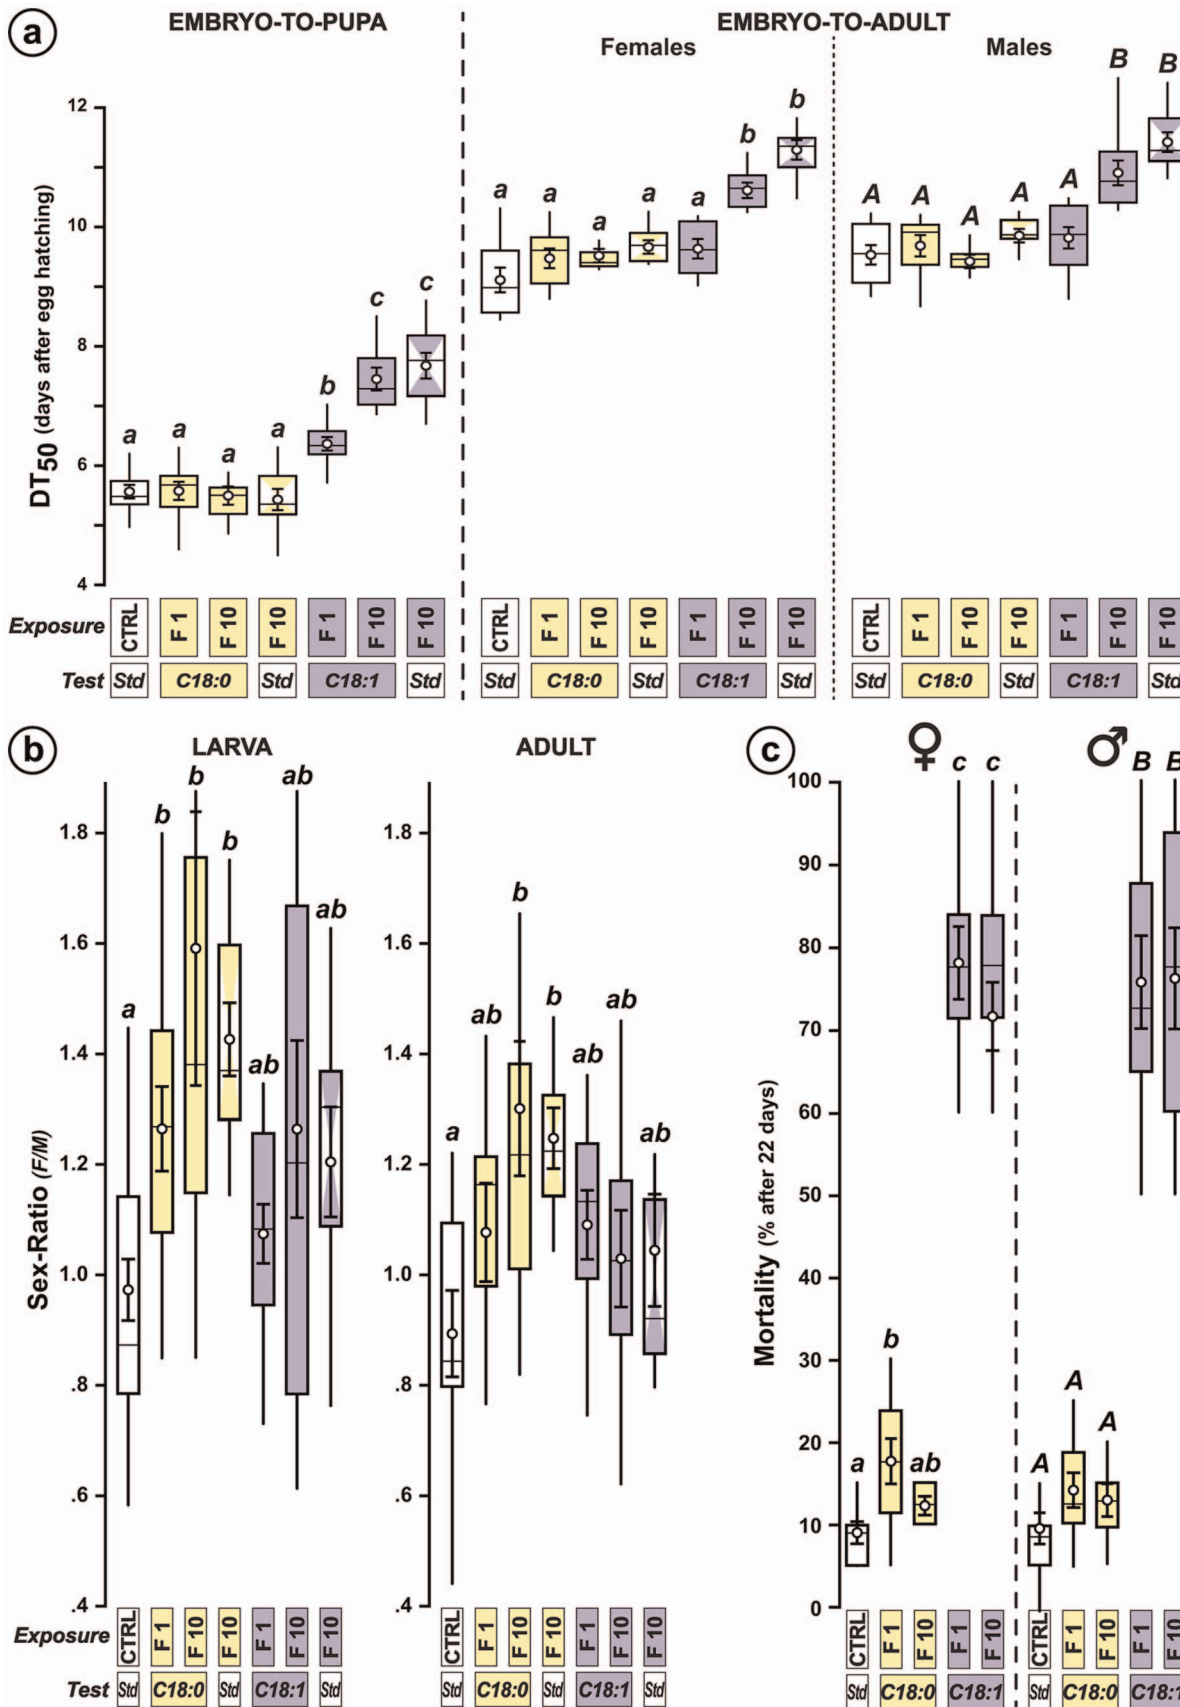 a
EMBRYO-TO-PUPA
EMBRYO-TO-ADULT
Females
Males
DT50 (days after egg hatching)
12
10
8
6
4
a a a a b c c
a a a a a b b
A A A A A B B
Exposure CTRL F 1 F 10 F 10 F 1 F 10 F 10 CTRL F 1 F 10 F 10 F 1 F 10 F 10 CTRL F 1 F 10 F 10 F 1 F 10 F 10
Test Std C18:0 Std C18:1 Std Std C18:0 Std C18:1 Std Std C18:0 Std C18:1 Std
b
LARVA
ADULT
Sex-Ratio (F/M)
1.8
1.6
1.4
1.2
1.0
.8
.6
.4
a b b b ab ab ab
1.8
1.6
1.4
1.2
1.0
.8
.6
.4
a ab b b ab ab ab
Exposure CTRL F 1 F 10 F 10 F 1 F 10 F 10 CTRL F 1 F 10 F 10 F 1 F 10 F 10
Test Std C18:0 Std C18:1 Std Std C18:0 Std C18:1 Std
c
♀ ♂
Mortality (% after 22 days)
100
90
80
70
60
50
40
30
20
10
0
a b ab c c
A A A B B
CTRL F 1 F 10 F 1 F 10 CTRL F 1 F 10 F 1 F 10
Std C18:0 C18:1 Std C18:0 C18:1